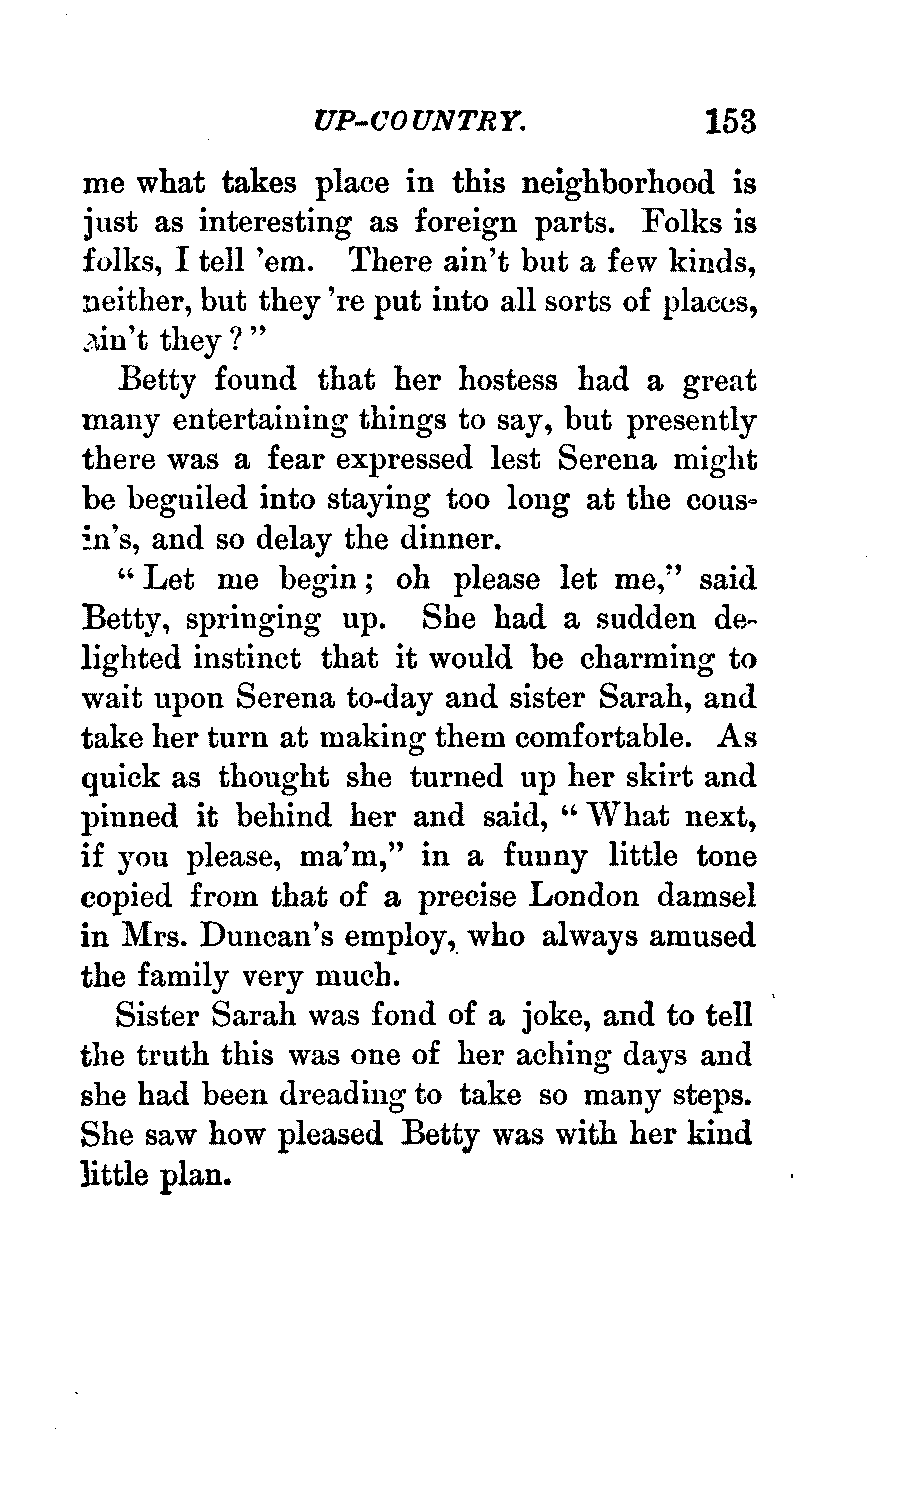 UP-COUNTRY. 153
me what takes place in this neighborhood is
just as interesting as foreign parts. Folks is
folks, I tell 'em. There ain't but a few kinds,
neither, but they 're put into all sorts of places,
ain't they?"
Betty found that her hostess had a great
many entertaining things to say, but presently
there was a fear expressed lest Serena might
be beguiled into staying too long at the cous-
in's, and so delay the dinner.
"Let me begin; oh please let me," said
Betty, springing up. She had a sudden de-
lighted instinct that it would be charming to
wait upon Serena to-day and sister Sarah, and
take her turn at making them comfortable. As
quick as thought she turned up her skirt and
pinned it behind her and said, "What next,
if you please, ma'm," in a funny little tone
copied from that of a precise London damsel
in Mrs. Duncan's employ, who always amused
the family very much.
Sister Sarah was fond of a joke, and to tell
the truth this was one of her aching days and
she had been dreading to take so many steps.
She saw how pleased Betty was with her kind
little plan.